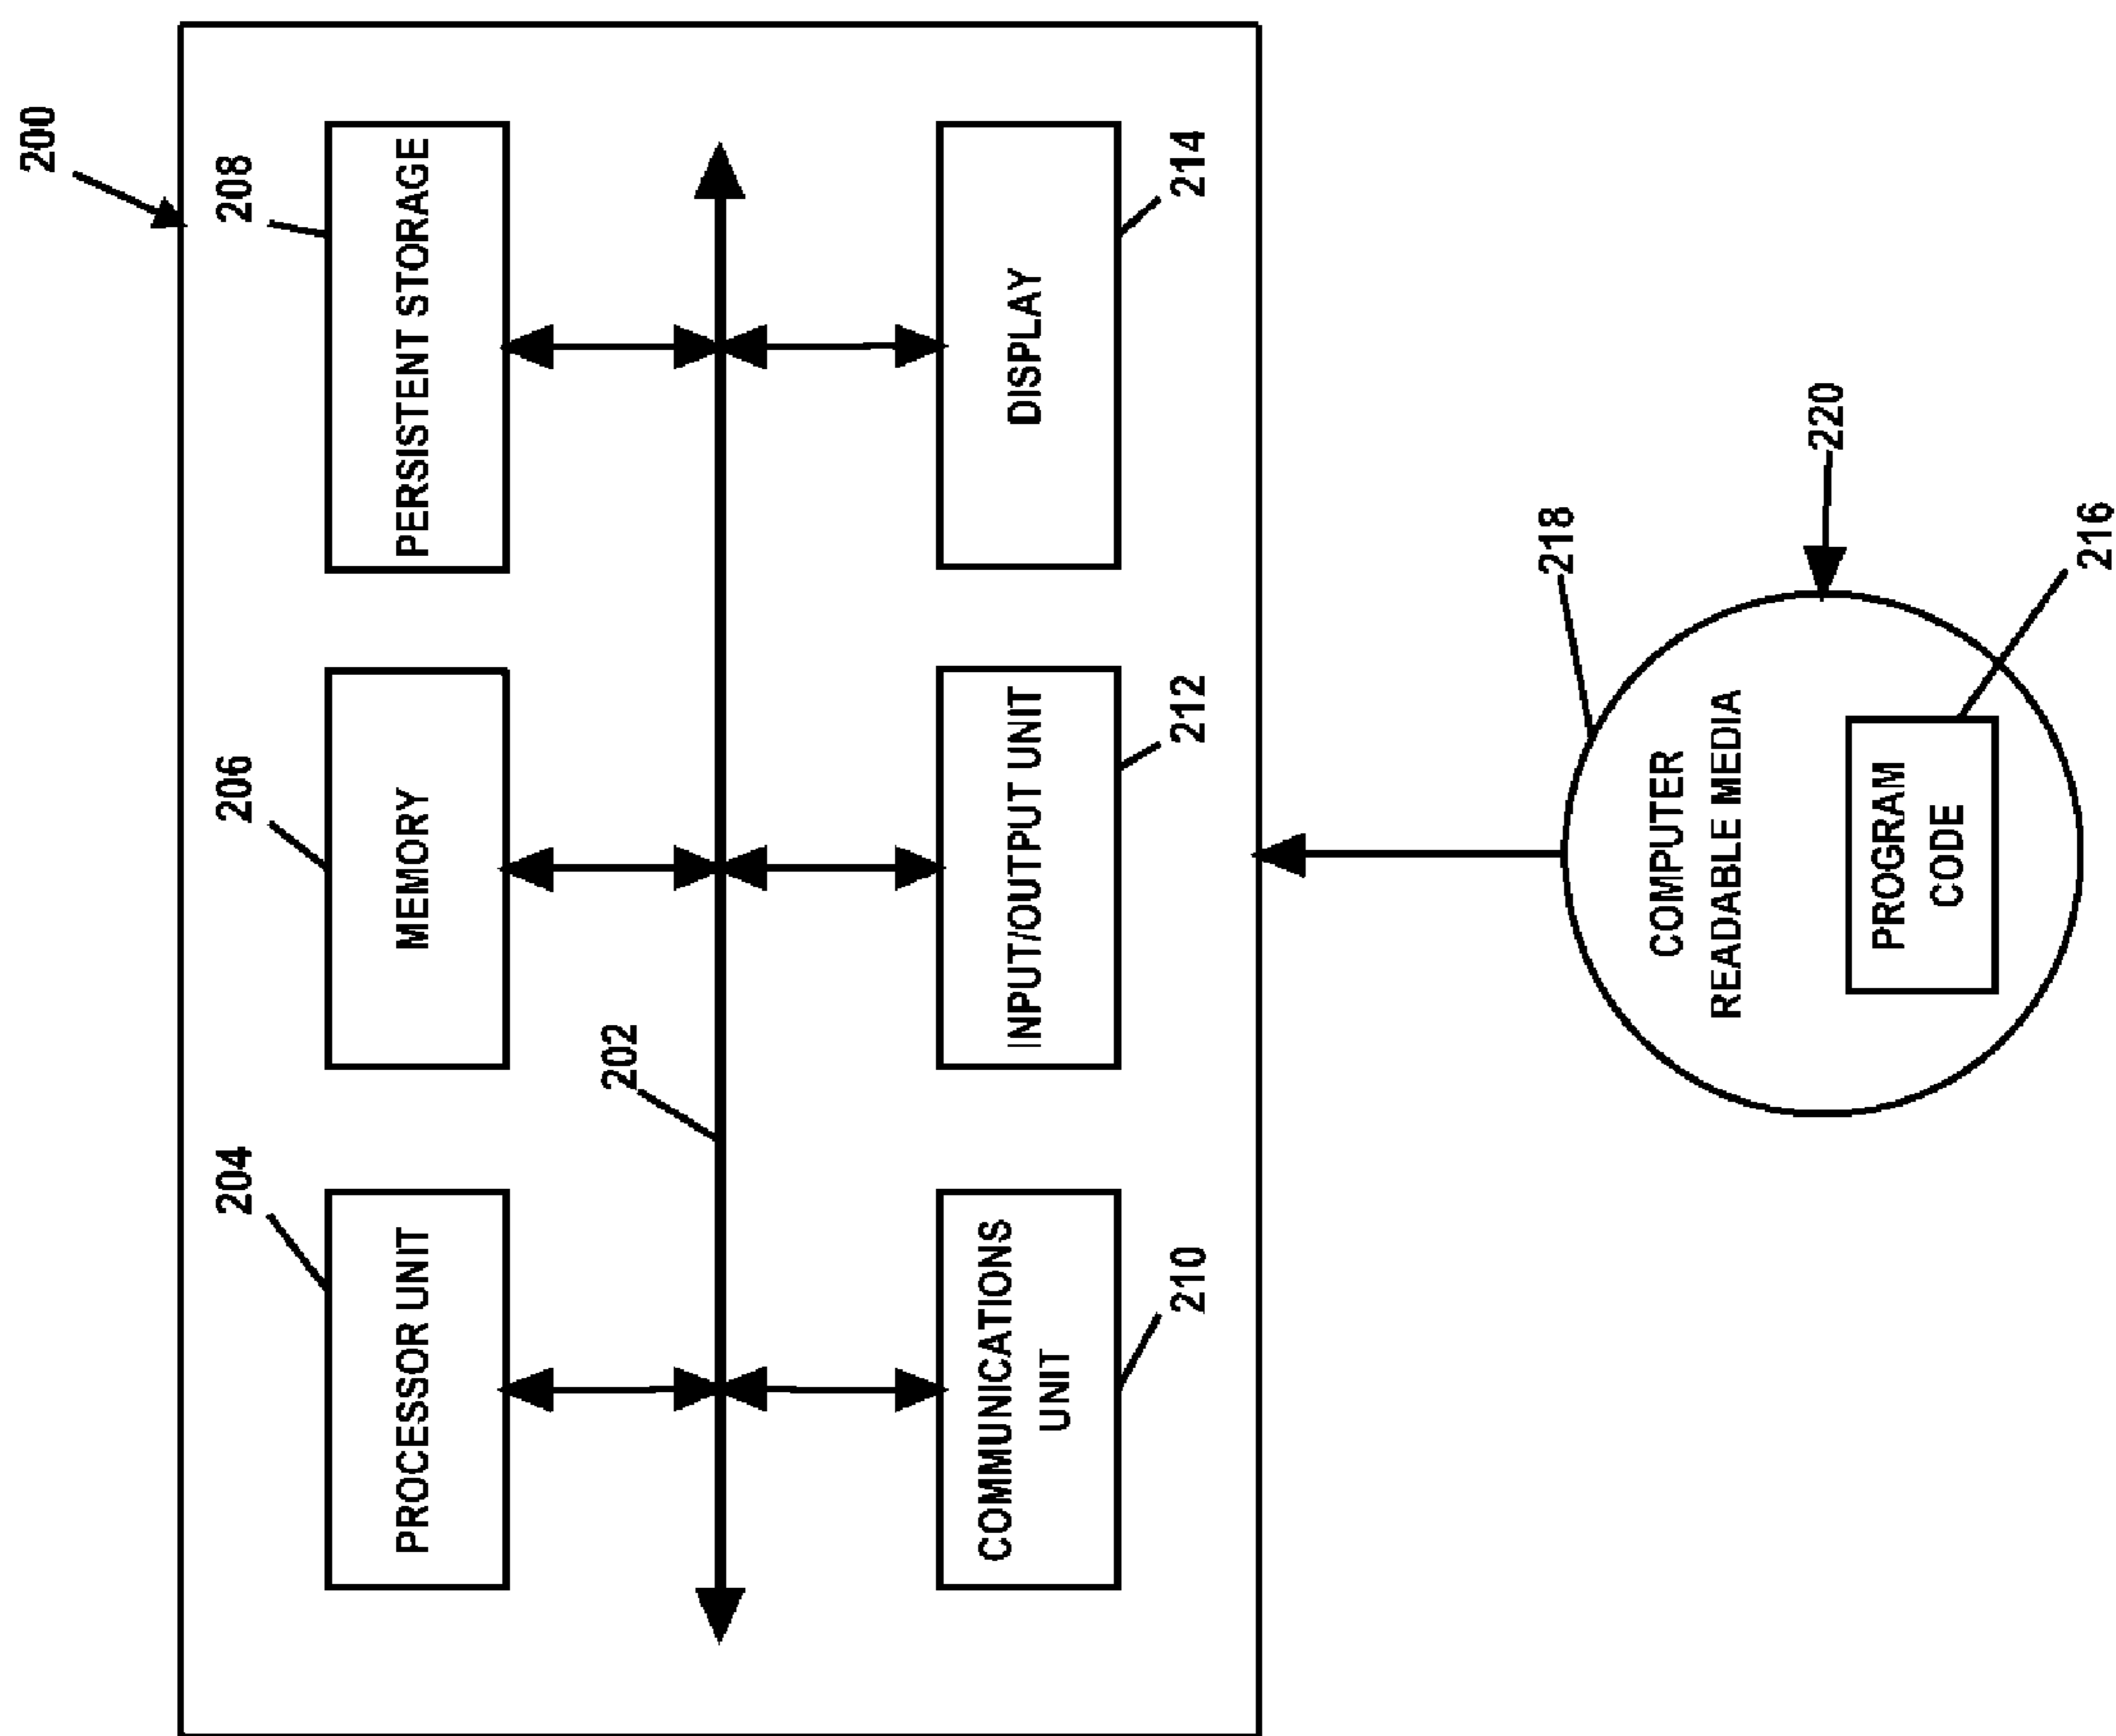 200
204
206
208
PROCESSOR UNIT
MEMORY
PERSISTENT STORAGE
202
COMMUNICATIONS
UNIT
INPUT/OUTPUT UNIT
DISPLAY
210
212
214
218
COMPUTER
READABLE MEDIA
220
PROGRAM
CODE
216